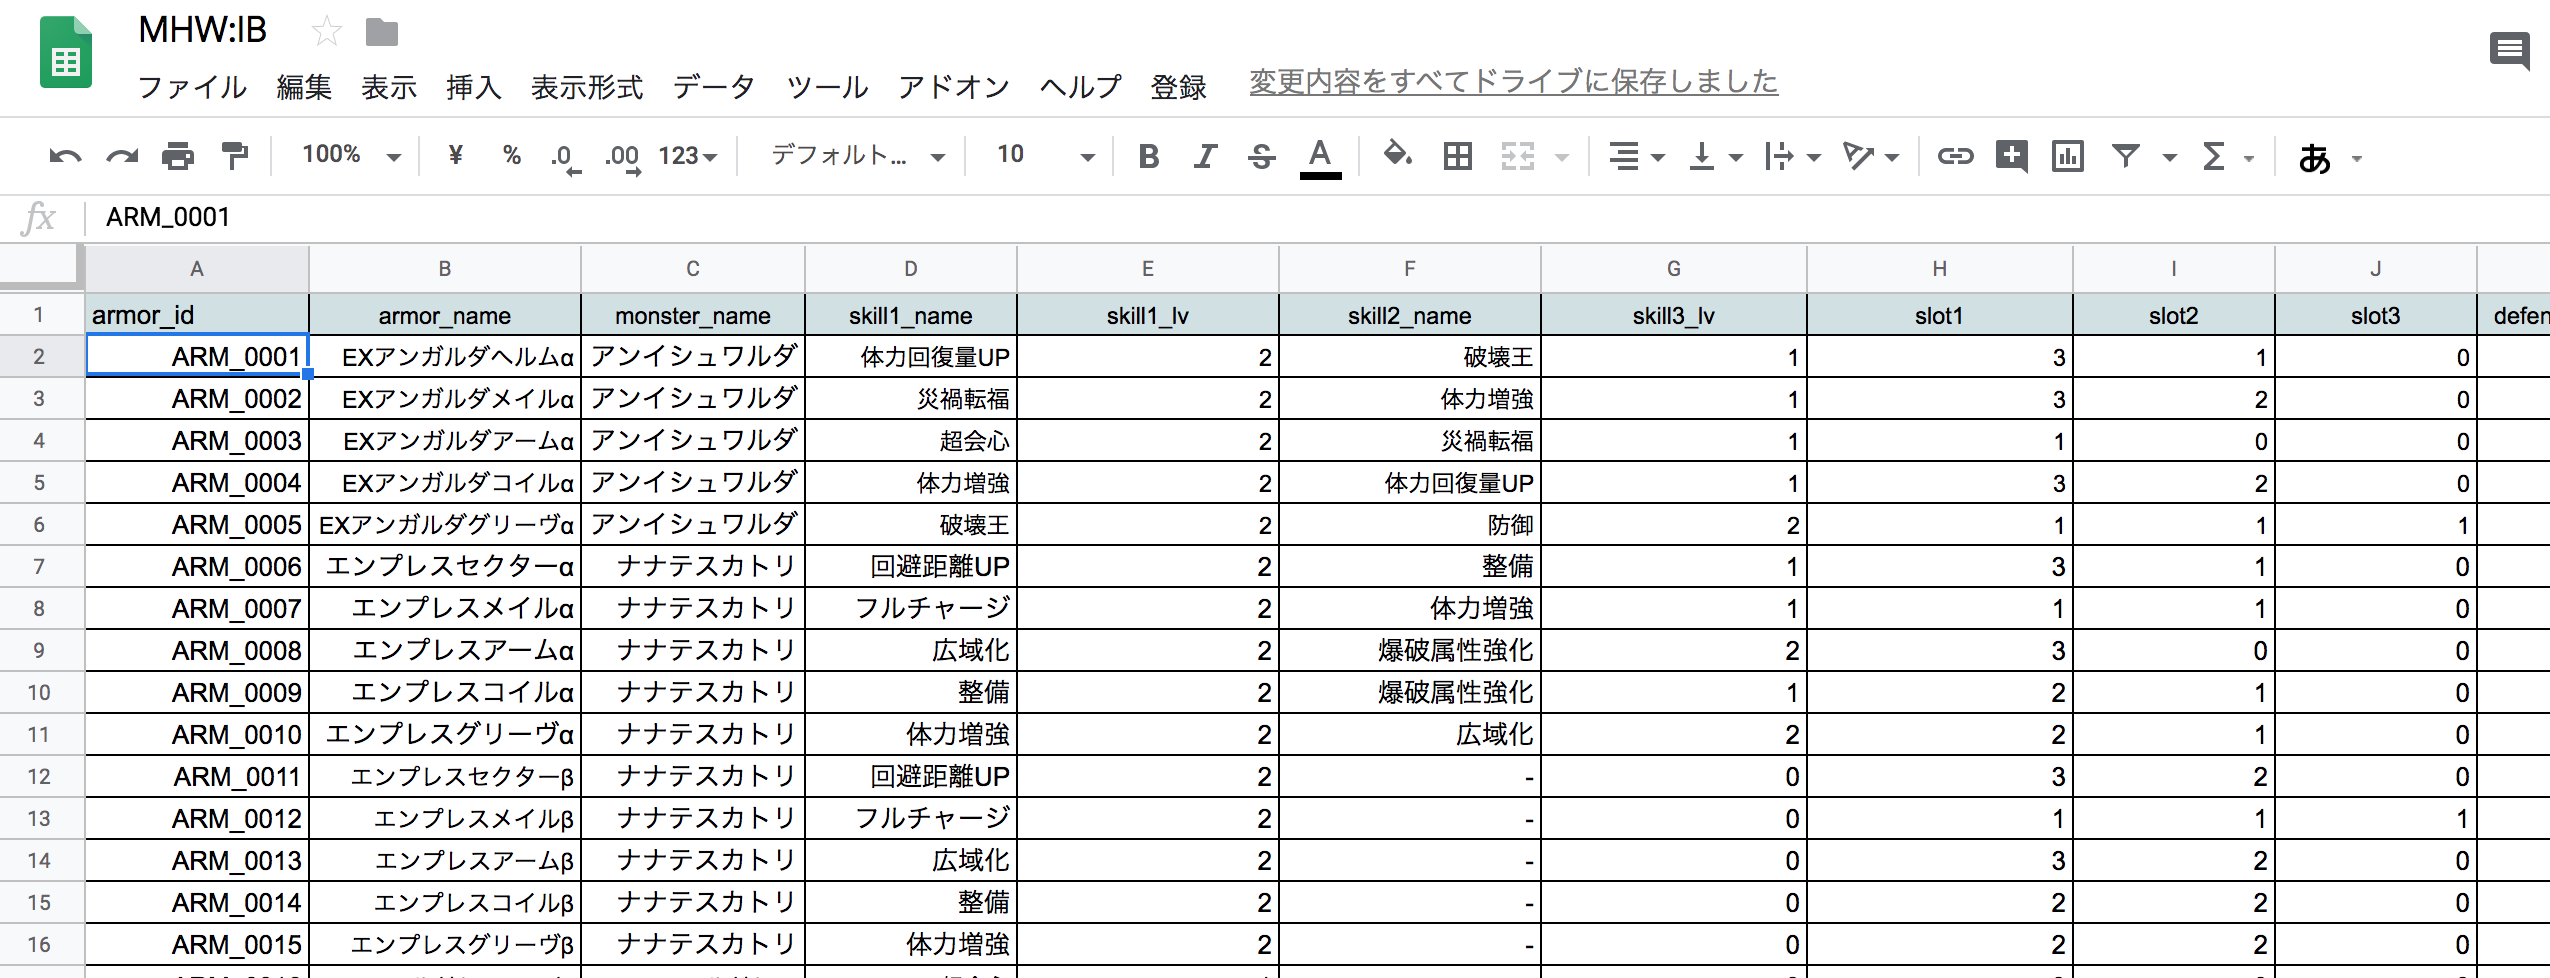 MHW:IB
ファイル 編集 表示 挿入 表示形式 データ ツール アドオン ヘルプ 登録 変更内容をすべてドライブに保存しました
100% ¥ % .0 .00 123 デフォルト... 10 B I S A Σ あ
fx ARM_0001
A B C D E F G H I J
1 armor_id armor_name monster_name skill1_name skill1_lv skill2_name skill3_lv slot1 slot2 slot3 defen
2 ARM_0001 EXアンガルダヘルムα アンイシュワルダ 体力回復量UP 2 破壊王 1 3 1 0
3 ARM_0002 EXアンガルダメイルα アンイシュワルダ 災禍転福 2 体力増強 1 3 2 0
4 ARM_0003 EXアンガルダアームα アンイシュワルダ 超会心 2 災禍転福 1 1 0 0
5 ARM_0004 EXアンガルダコイルα アンイシュワルダ 体力増強 2 体力回復量UP 1 3 2 0
6 ARM_0005 EXアンガルダグリーヴα アンイシュワルダ 破壊王 2 防御 2 1 1 1
7 ARM_0006 エンプレスセクターα ナナテスカトリ 回避距離UP 2 整備 1 3 1 0
8 ARM_0007 エンプレスメイルα ナナテスカトリ フルチャージ 2 体力増強 1 1 1 0
9 ARM_0008 エンプレスアームα ナナテスカトリ 広域化 2 爆破属性強化 2 3 0 0
10 ARM_0009 エンプレスコイルα ナナテスカトリ 整備 2 爆破属性強化 1 2 1 0
11 ARM_0010 エンプレスグリーヴα ナナテスカトリ 体力増強 2 広域化 2 2 1 0
12 ARM_0011 エンプレスセクターβ ナナテスカトリ 回避距離UP 2 - 0 3 2 0
13 ARM_0012 エンプレスメイルβ ナナテスカトリ フルチャージ 2 - 0 1 1 1
14 ARM_0013 エンプレスアームβ ナナテスカトリ 広域化 2 - 0 3 2 0
15 ARM_0014 エンプレスコイルβ ナナテスカトリ 整備 2 - 0 2 2 0
16 ARM_0015 エンプレスグリーヴβ ナナテスカトリ 体力増強 2 - 0 2 2 0